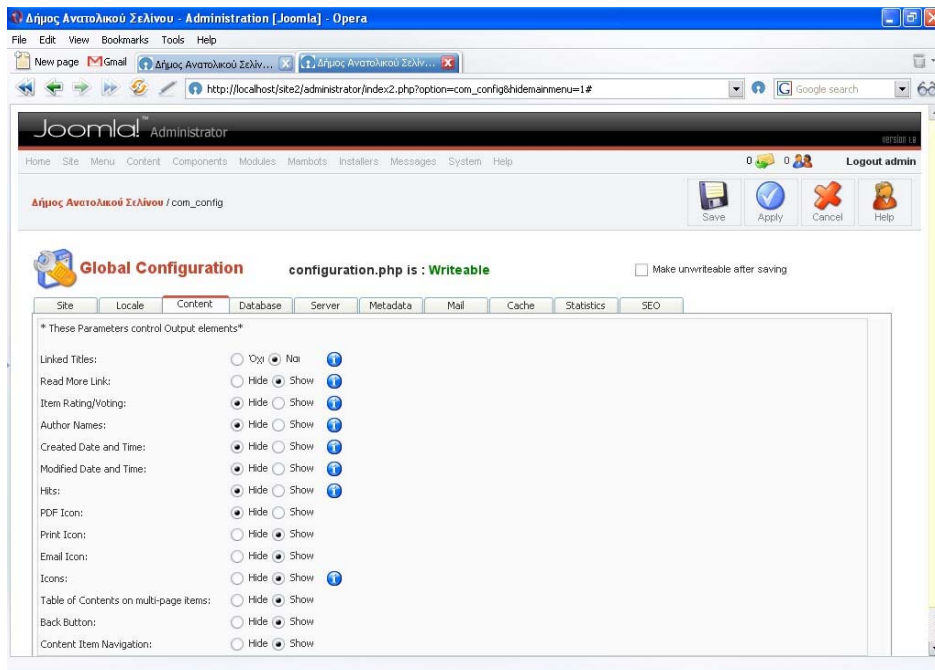 Δήμος Ανατολικού Σελίνου - Administration [Joomla] - Opera
File Edit View Bookmarks Tools Help
New page Gmail Δήμος Ανατολικού Σελίν... Δήμος Ανατολικού Σελίν...
http://localhost/site2/administrator/index2.php?option=com_config&hidemainmenu=1# Google search
Joomla!™ Administrator
version 1.0
Home Site Menu Content Components Modules Mambots Installers Messages System Help 0 0 Logout admin
Δήμος Ανατολικού Σελίνου / com_config
Save Apply Cancel Help
Global Configuration configuration.php is : Writeable Make unwriteable after saving
Site Locale Content Database Server Metadata Mail Cache Statistics SEO
* These Parameters control Output elements*
Linked Titles: Όχι Ναι
Read More Link: Hide Show
Item Rating/Voting: Hide Show
Author Names: Hide Show
Created Date and Time: Hide Show
Modified Date and Time: Hide Show
Hits: Hide Show
PDF Icon: Hide Show
Print Icon: Hide Show
Email Icon: Hide Show
Icons: Hide Show
Table of Contents on multi-page items: Hide Show
Back Button: Hide Show
Content Item Navigation: Hide Show